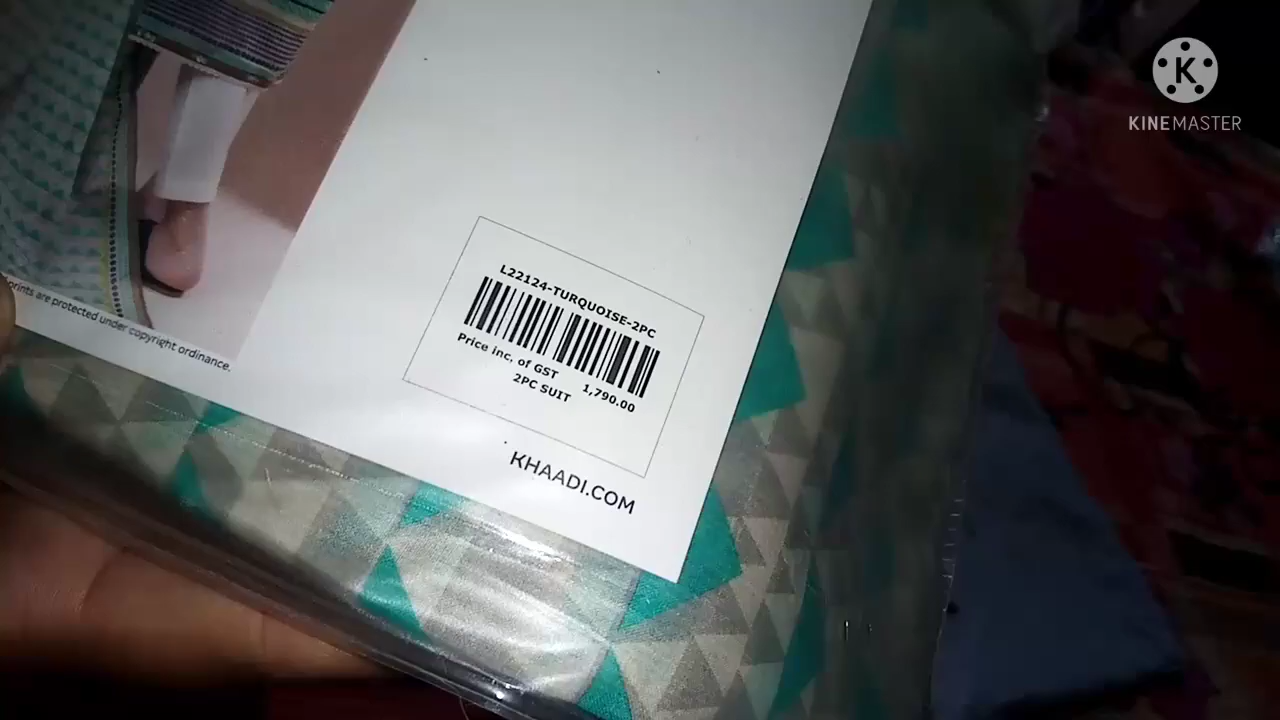 K
KINEMASTER
L22124-TURQUOISE-2PC
Price inc. of GST 1,790.00
2PC SUIT
prints are protected under copyright ordinance.
KHAADI.COM